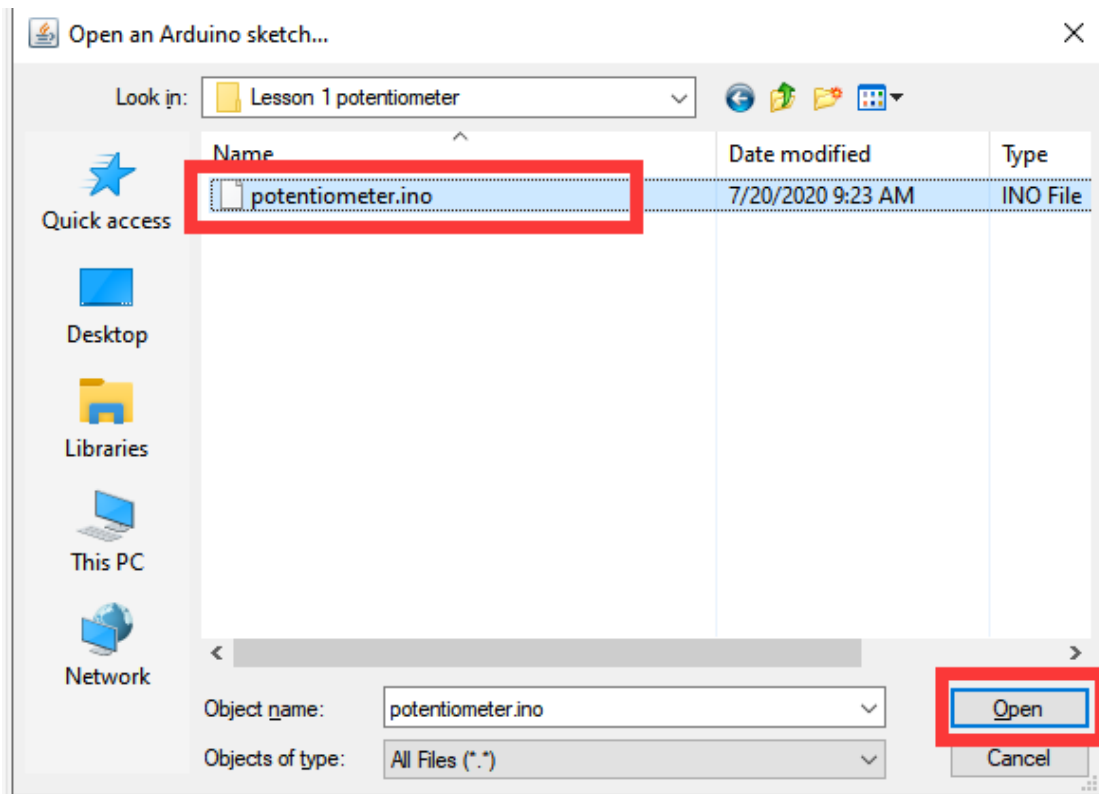 Open an Arduino sketch...
Look in: Lesson 1 potentiometer
Name Date modified Type
potentiometer.ino 7/20/2020 9:23 AM INO File
Quick access
Desktop
Libraries
This PC
Network
Object name: potentiometer.ino Open
Objects of type: All Files (*.*) Cancel